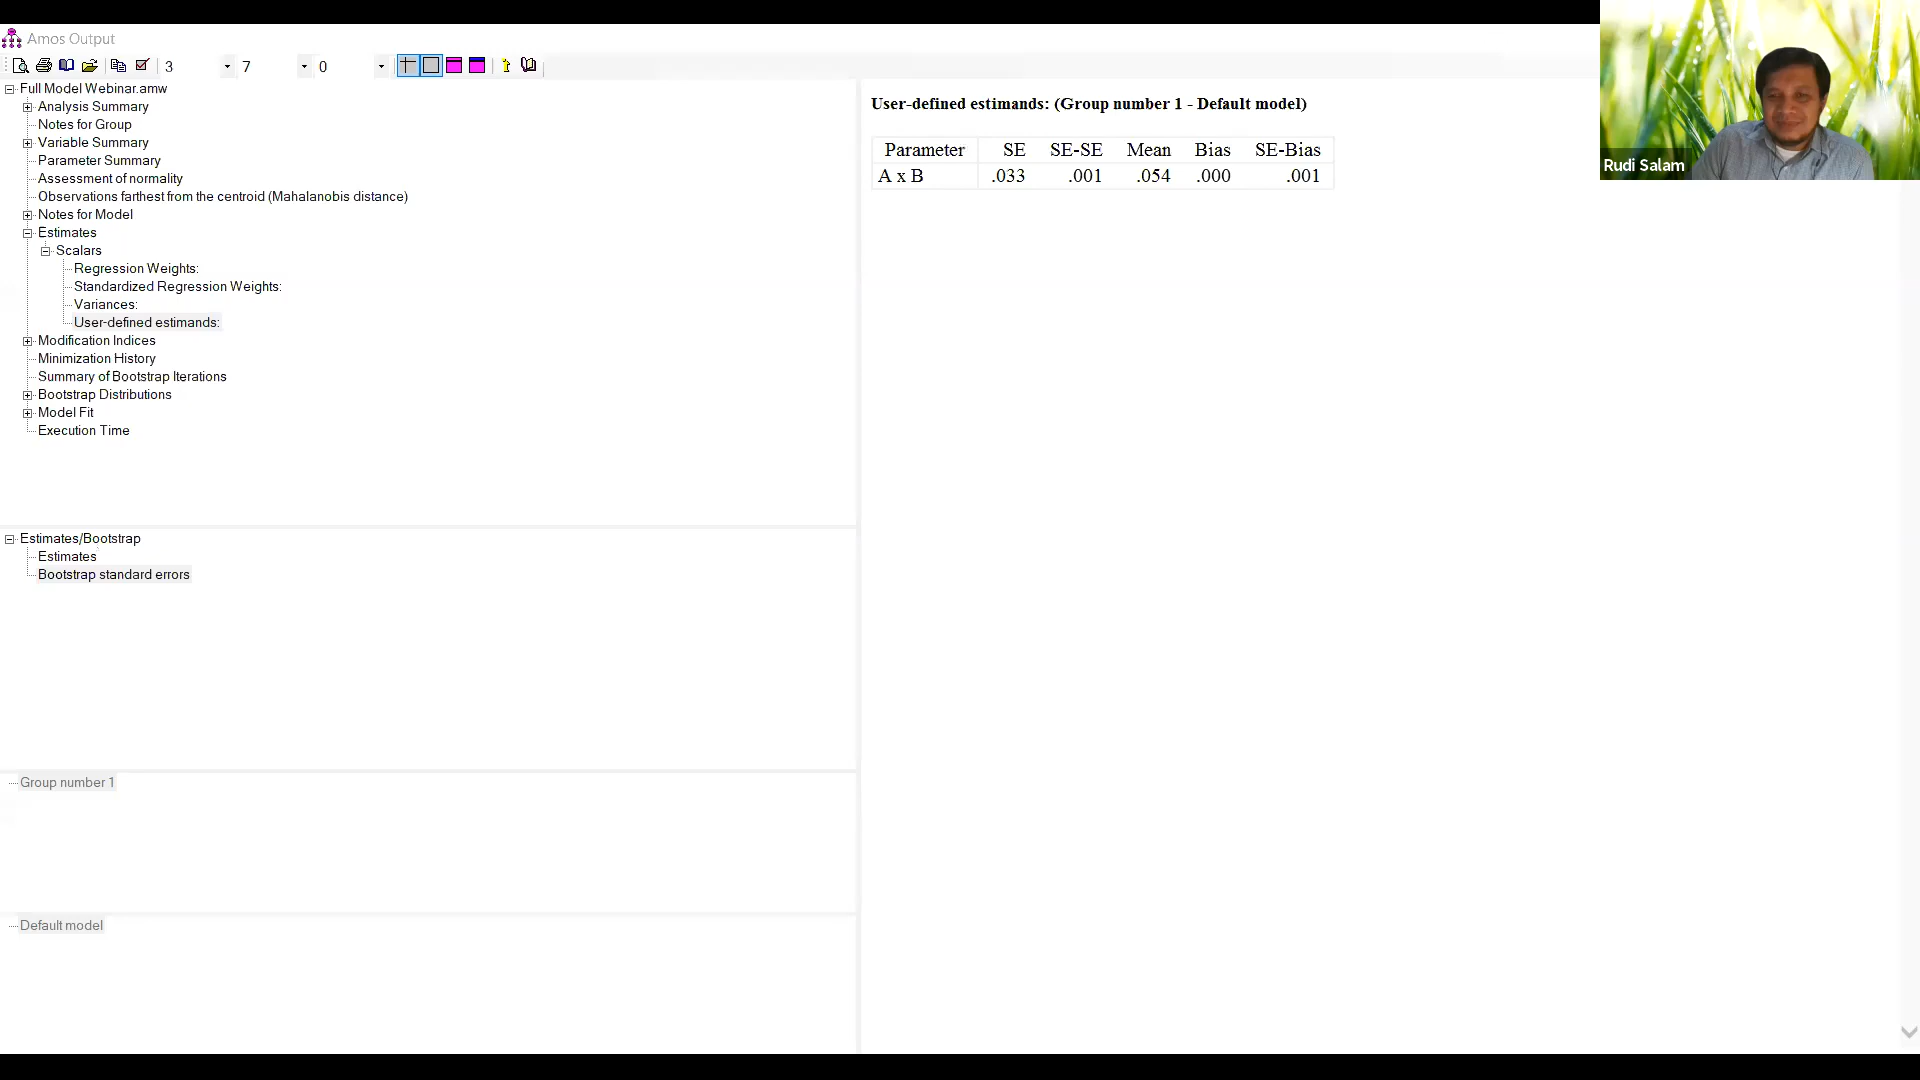 Amos Output
3 7 0
Full Model Webinar.amw
Analysis Summary
Notes for Group
Variable Summary
Parameter Summary
Assessment of normality
Observations farthest from the centroid (Mahalanobis distance)
Notes for Model
Estimates
Scalars
Regression Weights:
Standardized Regression Weights:
Variances:
User-defined estimands:
Modification Indices
Minimization History
Summary of Bootstrap Iterations
Bootstrap Distributions
Model Fit
Execution Time
Estimates/Bootstrap
Estimates
Bootstrap standard errors
Group number 1
Default model
User-defined estimands: (Group number 1 - Default model)
Parameter SE SE-SE Mean Bias SE-Bias
A x B .033 .001 .054 .000 .001
Rudi Salam